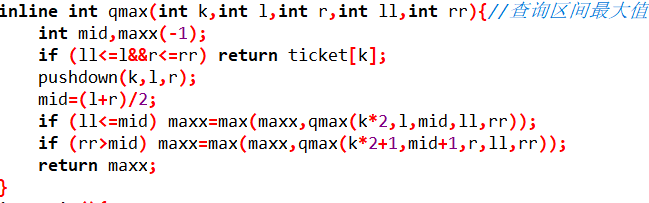 inline int qmax(int k,int l,int r,int ll,int rr){//查询区间最大值
    int mid,maxx(-1);
    if (ll<=l&&r<=rr) return ticket[k];
    pushdown(k,l,r);
    mid=(l+r)/2;
    if (ll<=mid) maxx=max(maxx,qmax(k*2,l,mid,ll,rr));
    if (rr>mid) maxx=max(maxx,qmax(k*2+1,mid+1,r,ll,rr));
    return maxx;
}